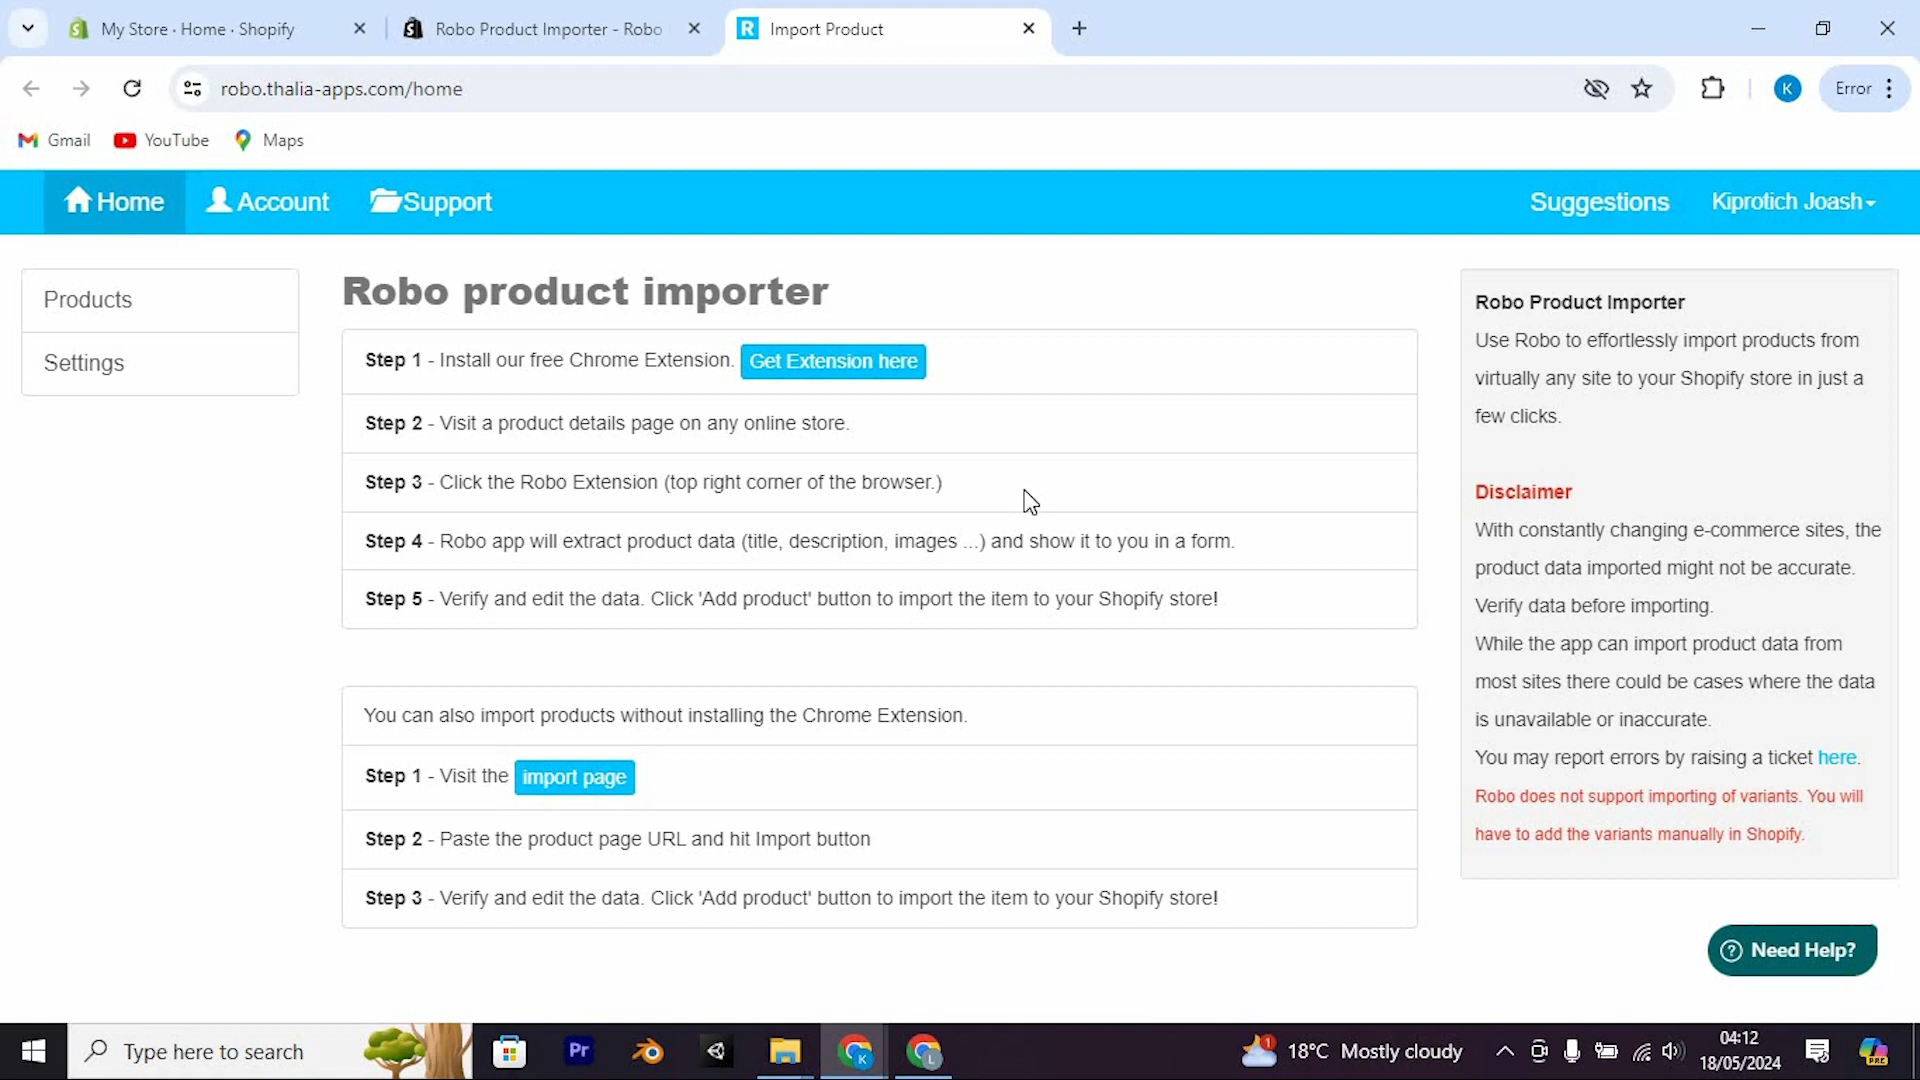 My Store · Home · Shopify
Robo Product Importer - Robo
Import Product
robo.thalia-apps.com/home
K
Error
Gmail
YouTube
Maps
Home
Account
Support
Suggestions
Kiprotich Joash
Products
Settings
Robo product importer
Step 1 - Install our free Chrome Extension. Get Extension here
Step 2 - Visit a product details page on any online store.
Step 3 - Click the Robo Extension (top right corner of the browser.)
Step 4 - Robo app will extract product data (title, description, images ...) and show it to you in a form.
Step 5 - Verify and edit the data. Click 'Add product' button to import the item to your Shopify store!
You can also import products without installing the Chrome Extension.
Step 1 - Visit the import page
Step 2 - Paste the product page URL and hit Import button
Step 3 - Verify and edit the data. Click 'Add product' button to import the item to your Shopify store!
Robo Product Importer
Use Robo to effortlessly import products from
virtually any site to your Shopify store in just a
few clicks.
Disclaimer
With constantly changing e-commerce sites, the
product data imported might not be accurate.
Verify data before importing.
While the app can import product data from
most sites there could be cases where the data
is unavailable or inaccurate.
You may report errors by raising a ticket here.
Robo does not support importing of variants. You will
have to add the variants manually in Shopify.
Need Help?
Type here to search
Pr
K
L
1
18°C Mostly cloudy
04:12
18/05/2024
PRE